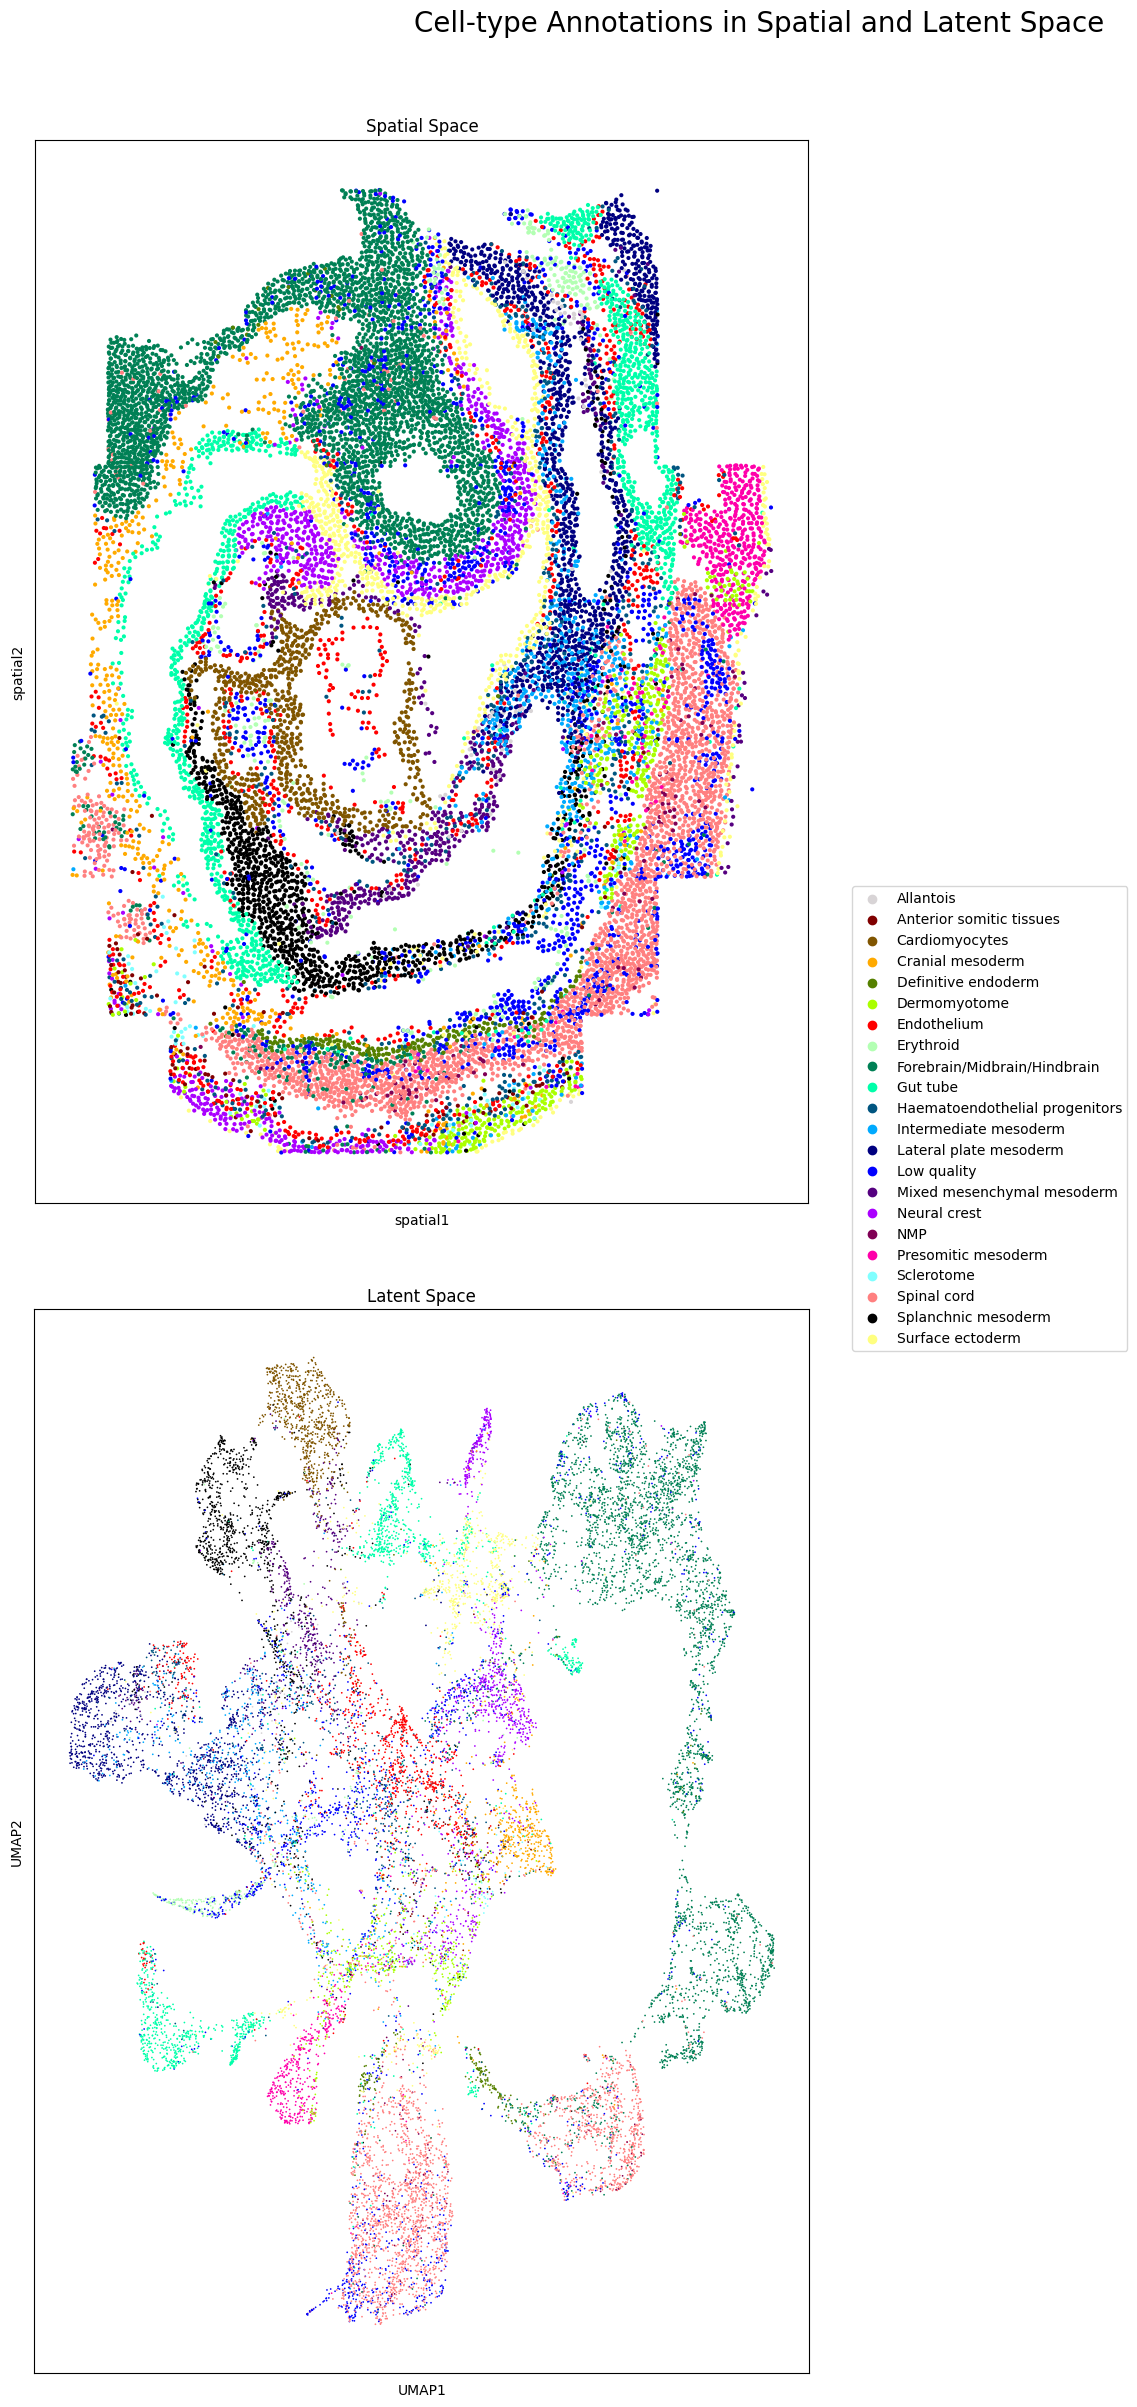 Cell-type Annotations in Spatial and Latent Space
Spatial Space
spatial2
spatial1
Allantois
Anterior somitic tissues
Cardiomyocytes
Cranial mesoderm
Definitive endoderm
Dermomyotome
Endothelium
Erythroid
Forebrain/Midbrain/Hindbrain
Gut tube
Haematoendothelial progenitors
Intermediate mesoderm
Lateral plate mesoderm
Low quality
Mixed mesenchymal mesoderm
Neural crest
NMP
Presomitic mesoderm
Sclerotome
Spinal cord
Splanchnic mesoderm
Surface ectoderm
Latent Space
UMAP2
UMAP1